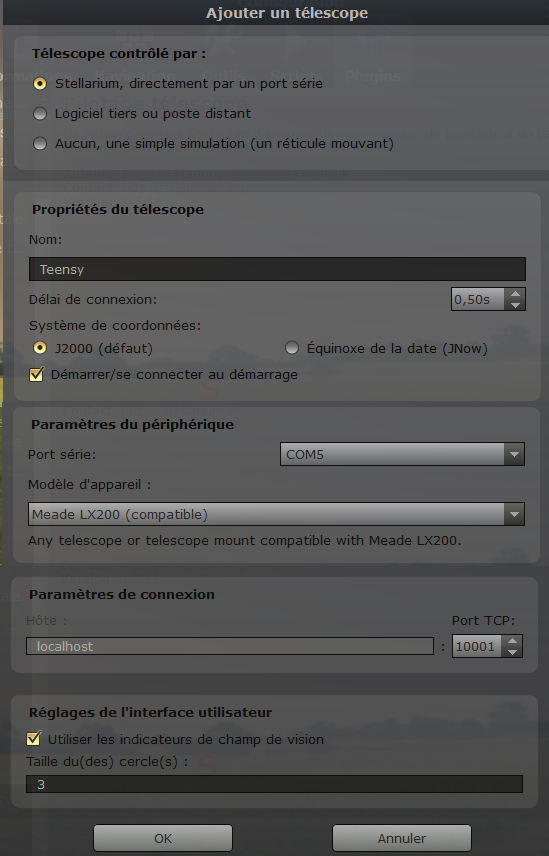 Ajouter un télescope
Télescope contrôlé par :
Stellarium, directement par un port série
Logiciel tiers ou poste distant
Aucun, une simple simulation (un réticule mouvant)
Propriétés du télescope
Nom:
Teensy
Délai de connexion:
0,50s
Système de coordonnées:
J2000 (défaut)
Équinoxe de la date (JNow)
Démarrer/se connecter au démarrage
Paramètres du périphérique
Port série:
COM5
Modèle d'appareil :
Meade LX200 (compatible)
Any telescope or telescope mount compatible with Meade LX200.
Paramètres de connexion
Hôte :
Port TCP:
localhost
:
10001
Réglages de l'interface utilisateur
Utiliser les indicateurs de champ de vision
Taille du(des) cercle(s) :
3
OK
Annuler